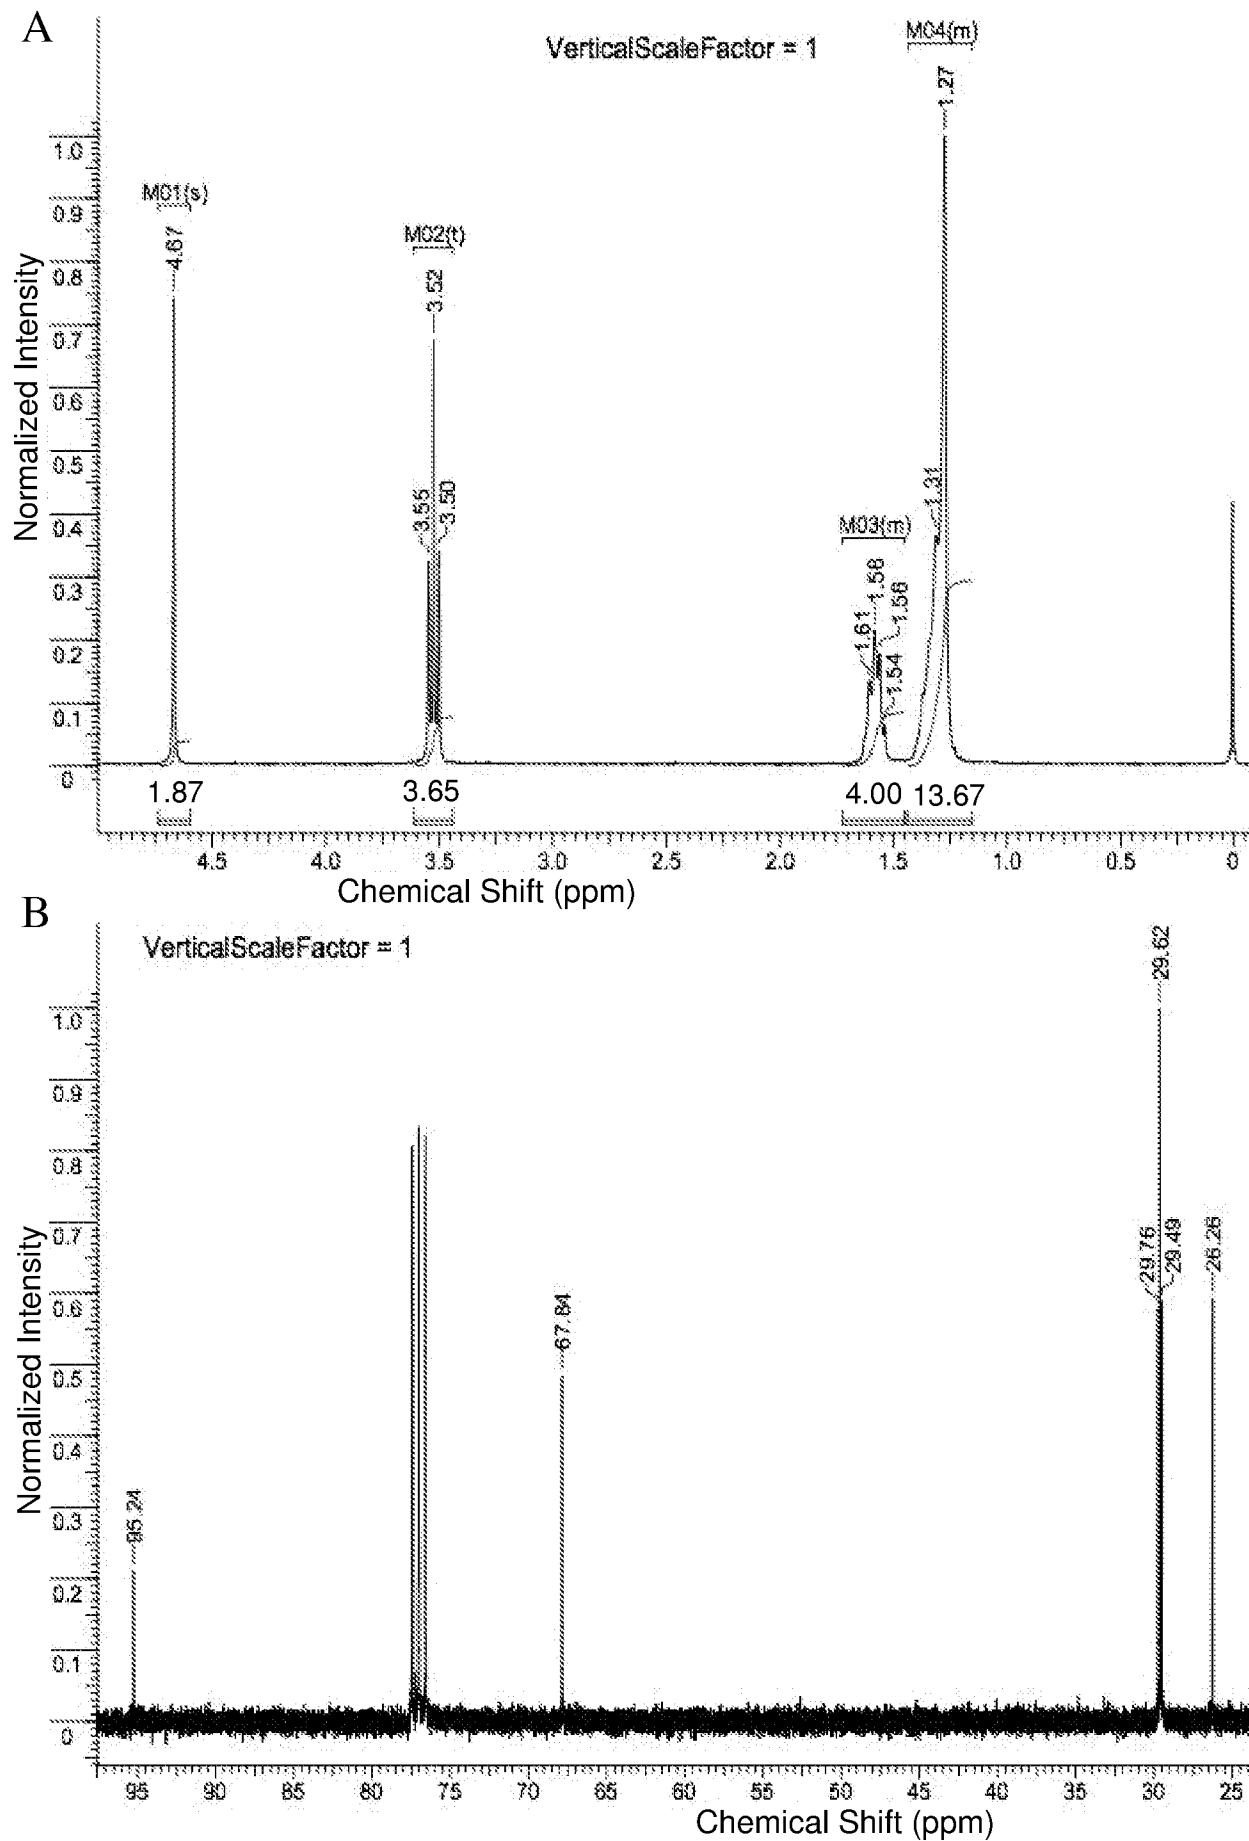 A
VerticalScaleFactor = 1
M04(m)
1.27
M01(s)
4.67
M02(t)
3.52
3.55
3.50
1.31
M03(m)
1.61
1.58
1.56
1.54
Normalized Intensity
1.0
0.9
0.8
0.7
0.6
0.5
0.4
0.3
0.2
0.1
0
1.87 3.65 4.00 13.67
4.5 4.0 3.5 3.0 2.5 2.0 1.5 1.0 0.5 0
Chemical Shift (ppm)
B
VerticalScaleFactor = 1
29.62
29.76
29.49
26.26
67.84
95.24
Normalized Intensity
1.0
0.9
0.8
0.7
0.6
0.5
0.4
0.3
0.2
0.1
0
95 90 85 80 75 70 65 60 55 50 45 40 35 30 25
Chemical Shift (ppm)